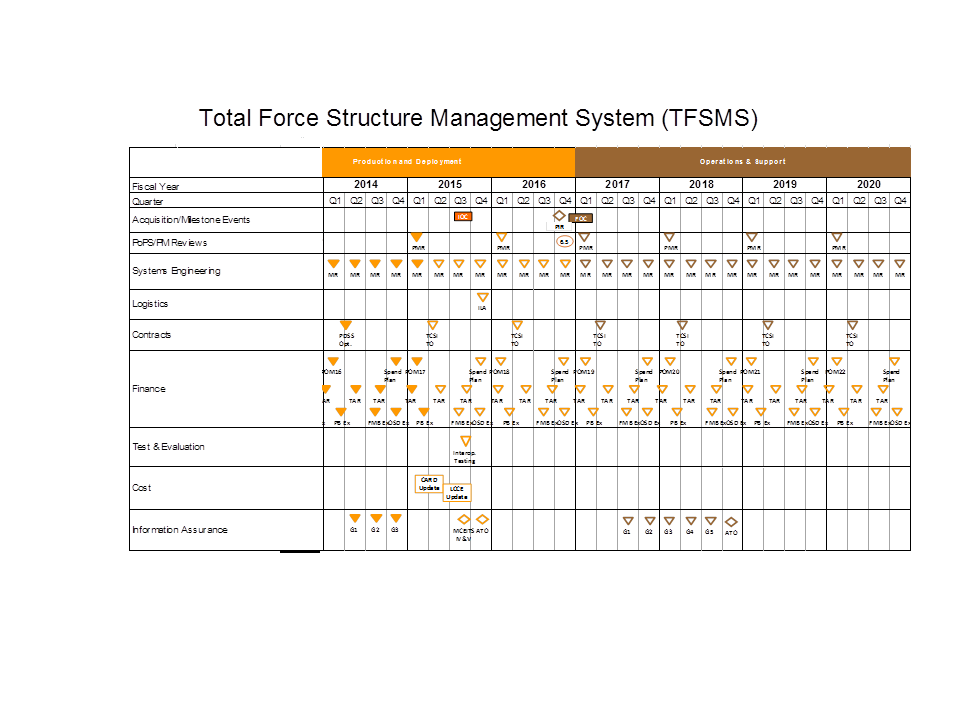 Total Force Structure Management System (TFSMS)
Production and Deployment Operations & Support
Fiscal Year 2014 2015 2016 2017 2018 2019 2020
Quarter Q1 Q2 Q3 Q4 Q1 Q2 Q3 Q4 Q1 Q2 Q3 Q4 Q1 Q2 Q3 Q4 Q1 Q2 Q3 Q4 Q1 Q2 Q3 Q4 Q1 Q2 Q3 Q4
Acquisition/Milestone Events IOC PIR FOC
PoPS/PM Reviews 6.5
PMR PMR PMR PMR PMR PMR
Systems Engineering
MR MR MR MR MR MR MR MR MR MR MR MR MR MR MR MR MR MR MR MR MR MR MR MR MR MR MR MR
Logistics
ILA
Contracts
PDSS TCSI TCSI TCSI TCSI TCSI TCSI
Opt. TO TO TO TO TO TO
POM16 Spend POM17 Spend POM18 Spend POM19 Spend POM20 Spend POM21 Spend POM22 Spend
Plan Plan Plan Plan Plan Plan Plan
Finance
AR TAR TAR TAR TAR TAR TAR TAR TAR TAR TAR TAR TAR TAR TAR TAR TAR TAR TAR TAR TAR
x PB Ex FMB Ex OSD Ex PB Ex FMB Ex OSD Ex PB Ex FMB Ex OSD Ex PB Ex FMB Ex OSD Ex PB Ex FMB Ex OSD Ex PB Ex FMB Ex OSD Ex PB Ex FMB Ex OSD Ex
Test & Evaluation
Interop.
Testing
Cost
CARD
Update
LCCE
Update
Information Assurance
G1 G2 G3 MCEITS ATO G1 G2 G3 G4 G5 ATO
IV&V